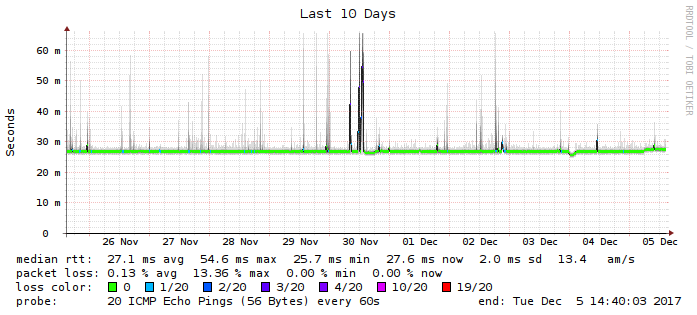 Last 10 Days
RRDTOOL / TOBI OETIKER
Seconds
60 m
50 m
40 m
30 m
20 m
10 m
0
26 Nov 27 Nov 28 Nov 29 Nov 30 Nov 01 Dec 02 Dec 03 Dec 04 Dec 05 Dec
median rtt: 27.1 ms avg 54.6 ms max 25.7 ms min 27.6 ms now 2.0 ms sd 13.4 am/s
packet loss: 0.13 % avg 13.36 % max 0.00 % min 0.00 % now
loss color: 0 1/20 2/20 3/20 4/20 10/20 19/20
probe: 20 ICMP Echo Pings (56 Bytes) every 60s end: Tue Dec 5 14:40:03 2017